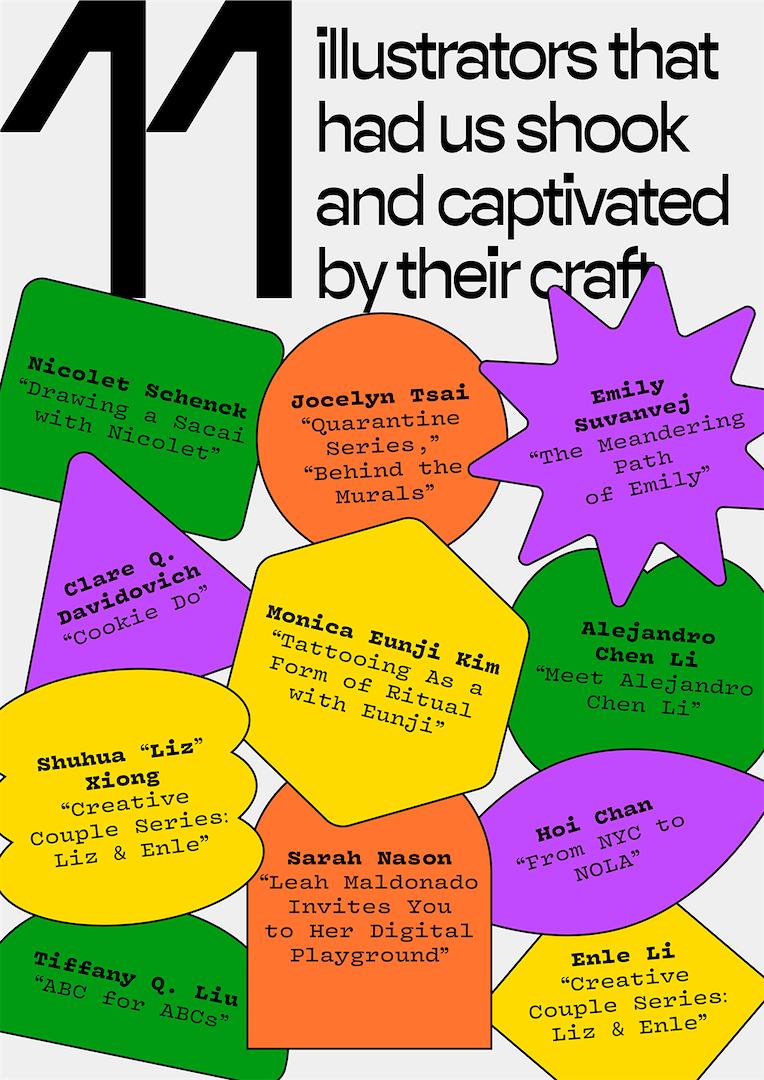 11
illustrators that
had us shook
and captivated
by their craft
Nicolet Schenck
“Drawing a Sacai
with Nicolet”
Jocelyn Tsai
“Quarantine
Series,”
“Behind the
Murals”
Emily
Suvanvej
“The Meandering
Path
of Emily”
Clare Q.
Davidovich
“Cookie Do”
Monica Eunji Kim
“Tattooing As a
Form of Ritual
with Eunji”
Alejandro
Chen Li
“Meet Alejandro
Chen Li”
Shuhua “Liz”
Xiong
“Creative
Couple Series:
Liz & Enle”
Sarah Nason
“Leah Maldonado
Invites You
to Her Digital
Playground”
Hoi Chan
“From NYC to
NOLA”
Tiffany Q. Liu
“ABC for ABCs”
Enle Li
“Creative
Couple Series:
Liz & Enle”